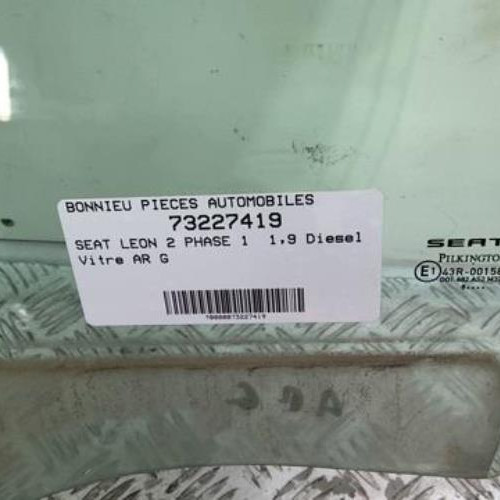 BONNIEU PIECES AUTOMOBILES
73227419
SEAT LEON 2 PHASE 1 1,9 Diesel
Vitre AR G
SEAT
PILKINGTON
E1 43R-00158